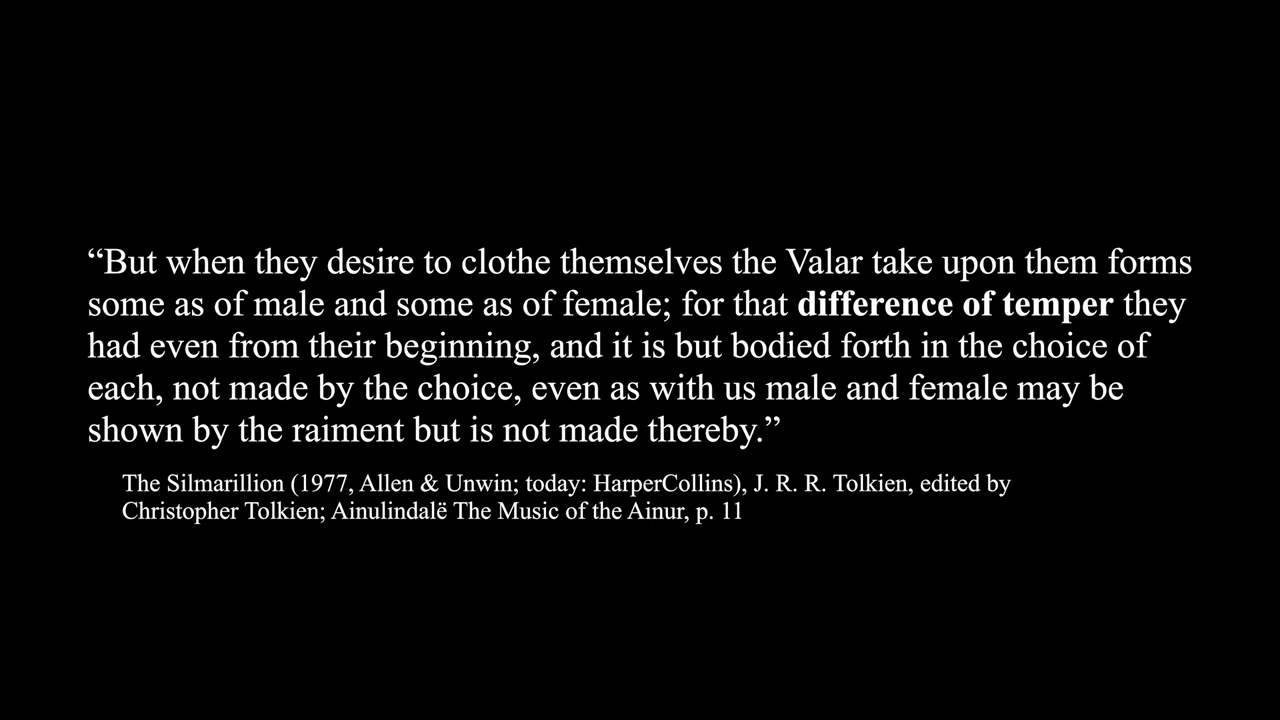 “But when they desire to clothe themselves the Valar take upon them forms
some as of male and some as of female; for that difference of temper they
had even from their beginning, and it is but bodied forth in the choice of
each, not made by the choice, even as with us male and female may be
shown by the raiment but is not made thereby.”
The Silmarillion (1977, Allen & Unwin; today: HarperCollins), J. R. R. Tolkien, edited by
Christopher Tolkien; Ainulindalë The Music of the Ainur, p. 11